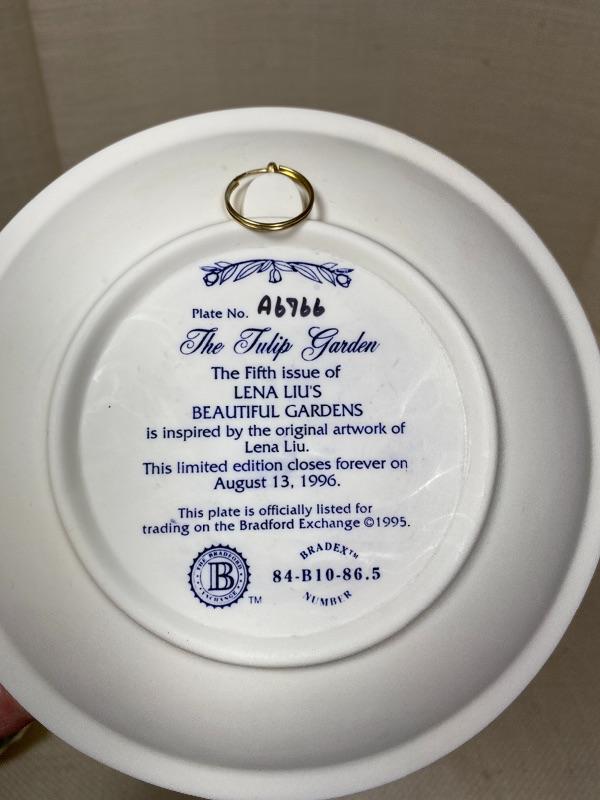 Plate No. A6766
The Tulip Garden
The Fifth issue of
LENA LIU'S
BEAUTIFUL GARDENS
is inspired by the original artwork of
Lena Liu.
This limited edition closes forever on
August 13, 1996.
This plate is officially listed for
trading on the Bradford Exchange ©1995.
THE BRADFORD
B
EXCHANGE
TM
BRADEX™
84-B10-86.5
NUMBER